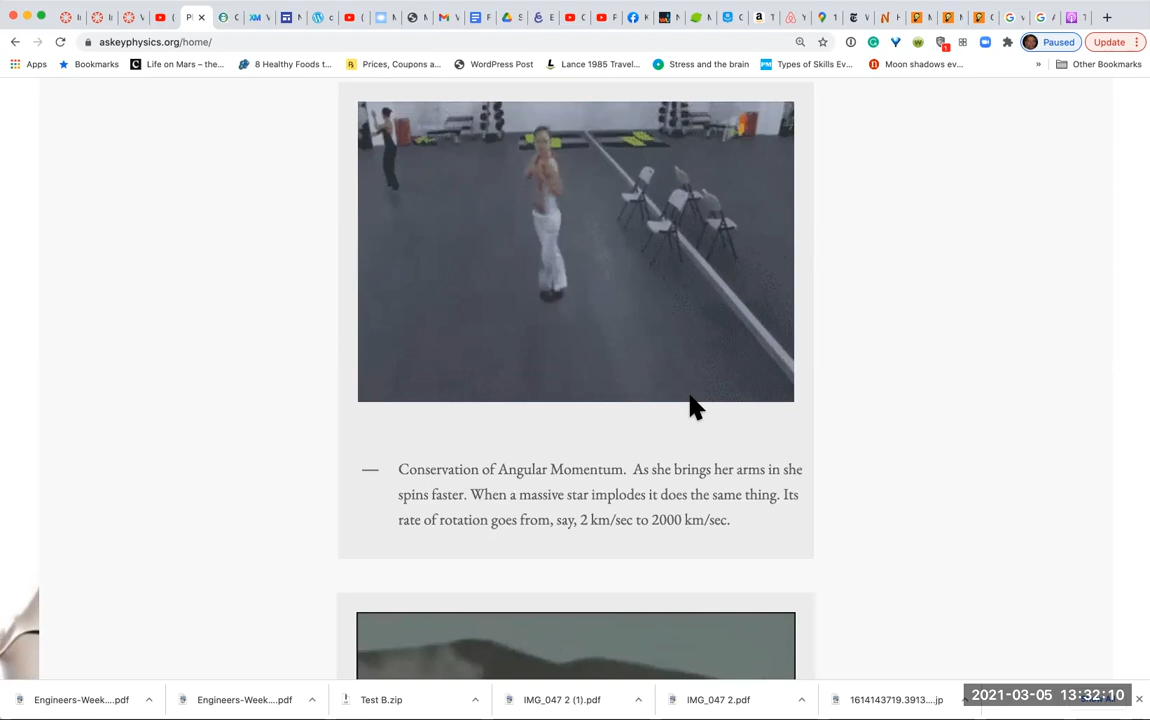 askeyphysics.org/home/
Paused
Update
Apps
Bookmarks
Life on Mars – the...
8 Healthy Foods t...
Prices, Coupons a...
WordPress Post
Lance 1985 Travel...
Stress and the brain
Types of Skills Ev...
Moon shadows ev...
»
Other Bookmarks
— Conservation of Angular Momentum. As she brings her arms in she
spins faster. When a massive star implodes it does the same thing. Its
rate of rotation goes from, say, 2 km/sec to 2000 km/sec.
Engineers-Week....pdf
Engineers-Week....pdf
Test B.zip
IMG_047 2 (1).pdf
IMG_047 2.pdf
1614143719.3913....jp
2021-03-05 13:32:10